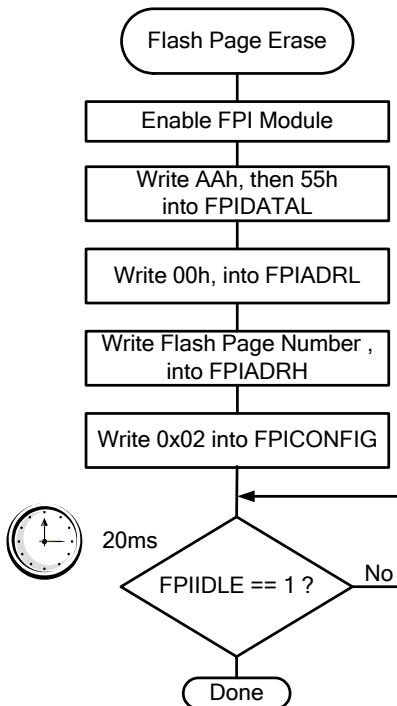 Flash Page Erase
Enable FPI Module
Write AAh, then 55h
into FPIDATAL
Write 00h, into FPIADRL
Write Flash Page Number ,
into FPIADRH
Write 0x02 into FPICONFIG
20ms
FPIIDLE == 1 ?
No
Done